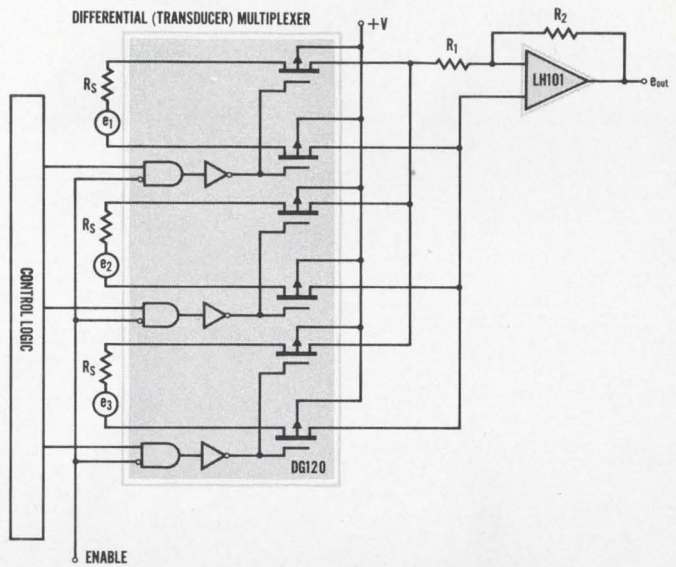 DIFFERENTIAL (TRANSDUCER) MULTIPLEXER
+V
R1
R2
LH101
eout
RS
e1
RS
e2
RS
e3
CONTROL LOGIC
DG120
ENABLE